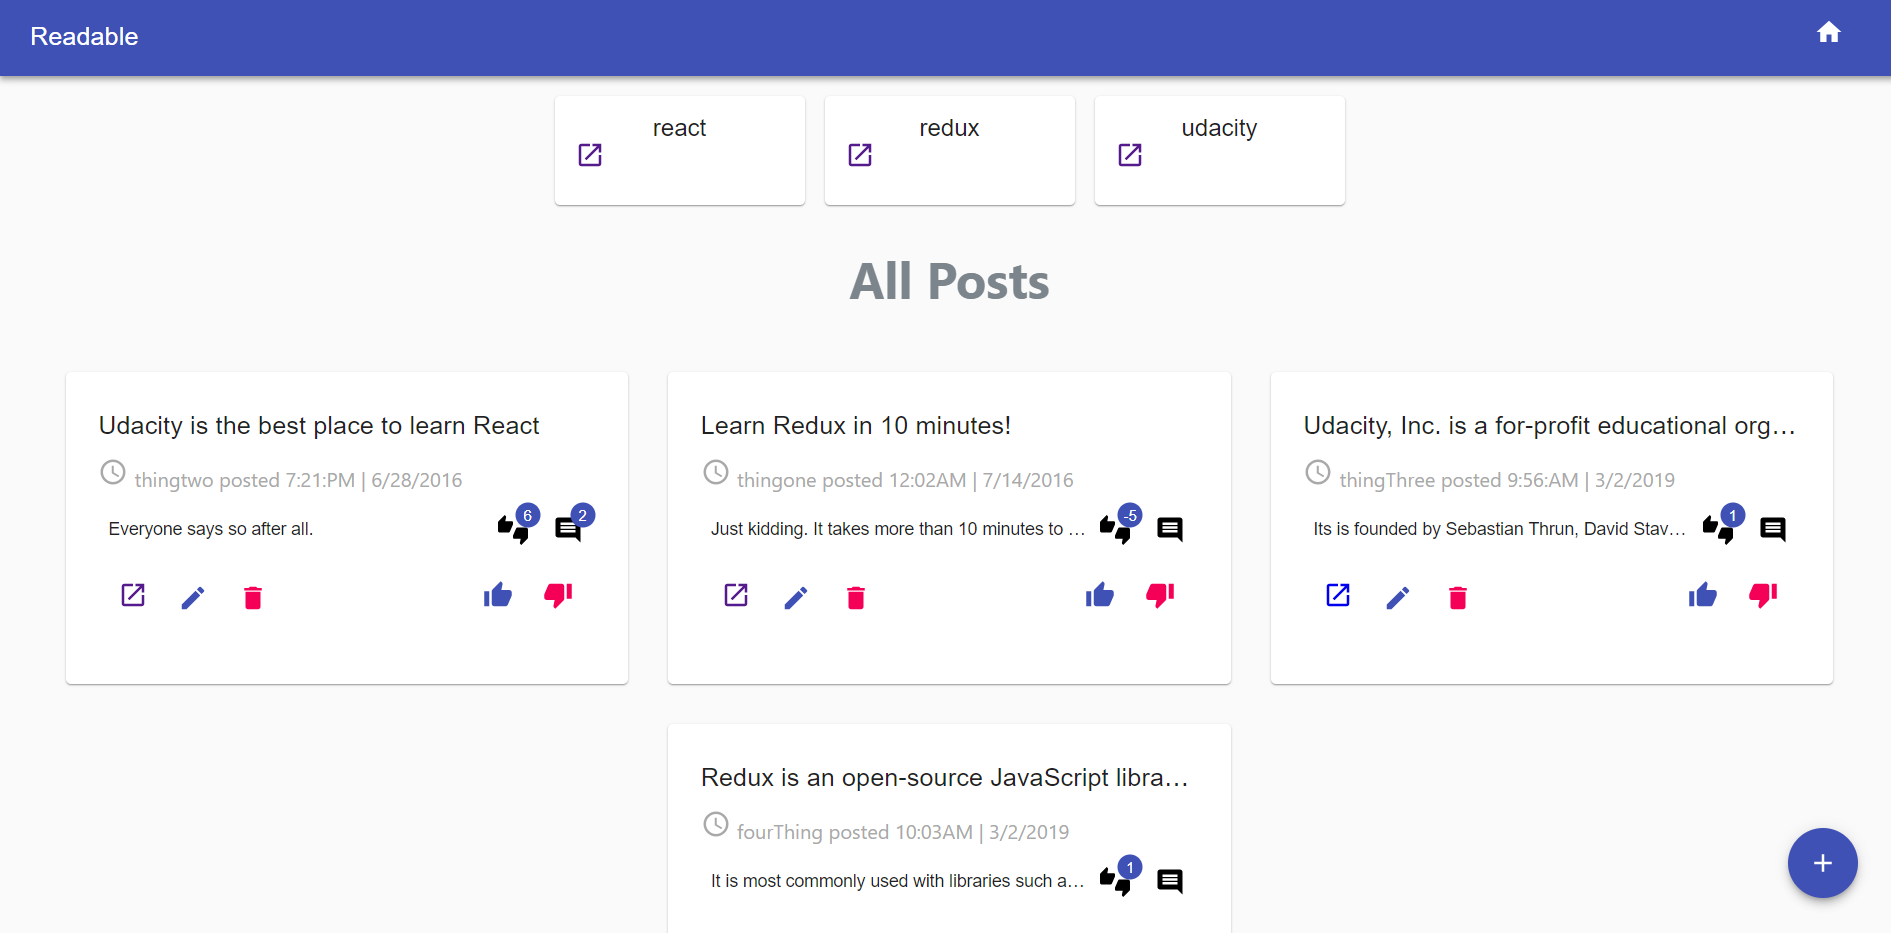 Readable
react
redux
udacity
All Posts
Udacity is the best place to learn React
thingtwo posted 7:21:PM | 6/28/2016
6
2
Everyone says so after all.
Learn Redux in 10 minutes!
thingone posted 12:02AM | 7/14/2016
-5
Just kidding. It takes more than 10 minutes to ...
Udacity, Inc. is a for-profit educational org...
thingThree posted 9:56:AM | 3/2/2019
1
Its is founded by Sebastian Thrun, David Stav...
Redux is an open-source JavaScript libra...
fourThing posted 10:03AM | 3/2/2019
1
It is most commonly used with libraries such a...